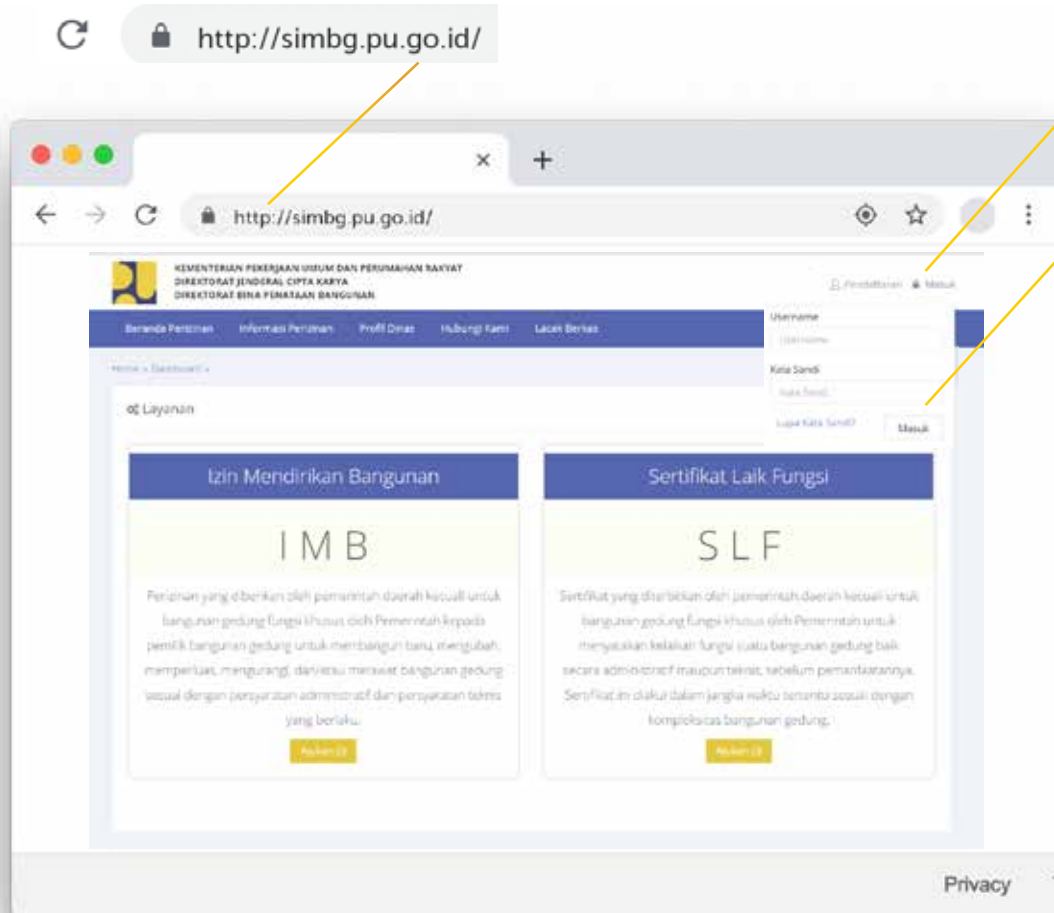 http://simbg.pu.go.id/
http://simbg.pu.go.id/
KEMENTERIAN PEKERJAAN UMUM DAN PERUMAHAN RAKYAT
DIREKTORAT JENDERAL CIPTA KARYA
DIREKTORAT BINA PENATAAN BANGUNAN
Pendaftaran Masuk
Beranda Perizinan Informasi Perizinan Profil Dinas Hubungi Kami Lacak Berkas
Username
Username
Home » Dashboard »
Kata Sandi
Kata Sandi
Layanan
Lupa Kata Sandi? Masuk
Izin Mendirikan Bangunan
IMB
Perizinan yang diberikan oleh pemerintah daerah kecuali untuk
bangunan gedung fungsi khusus oleh Pemerintah kepada
pemilik bangunan gedung untuk membangun baru, mengubah,
memperluas, mengurangi, dan/atau merawat bangunan gedung
sesuai dengan persyaratan administratif dan persyaratan teknis
yang berlaku.
Ajukan
Sertifikat Laik Fungsi
SLF
Sertifikat yang diterbitkan oleh pemerintah daerah kecuali untuk
bangunan gedung fungsi khusus oleh Pemerintah untuk
menyatakan kelaikan fungsi suatu bangunan gedung baik
secara administratif maupun teknis, sebelum pemanfaatannya.
Sertifikat ini diakui dalam jangka waktu tertentu sesuai dengan
kompleksitas bangunan gedung.
Ajukan
Privacy